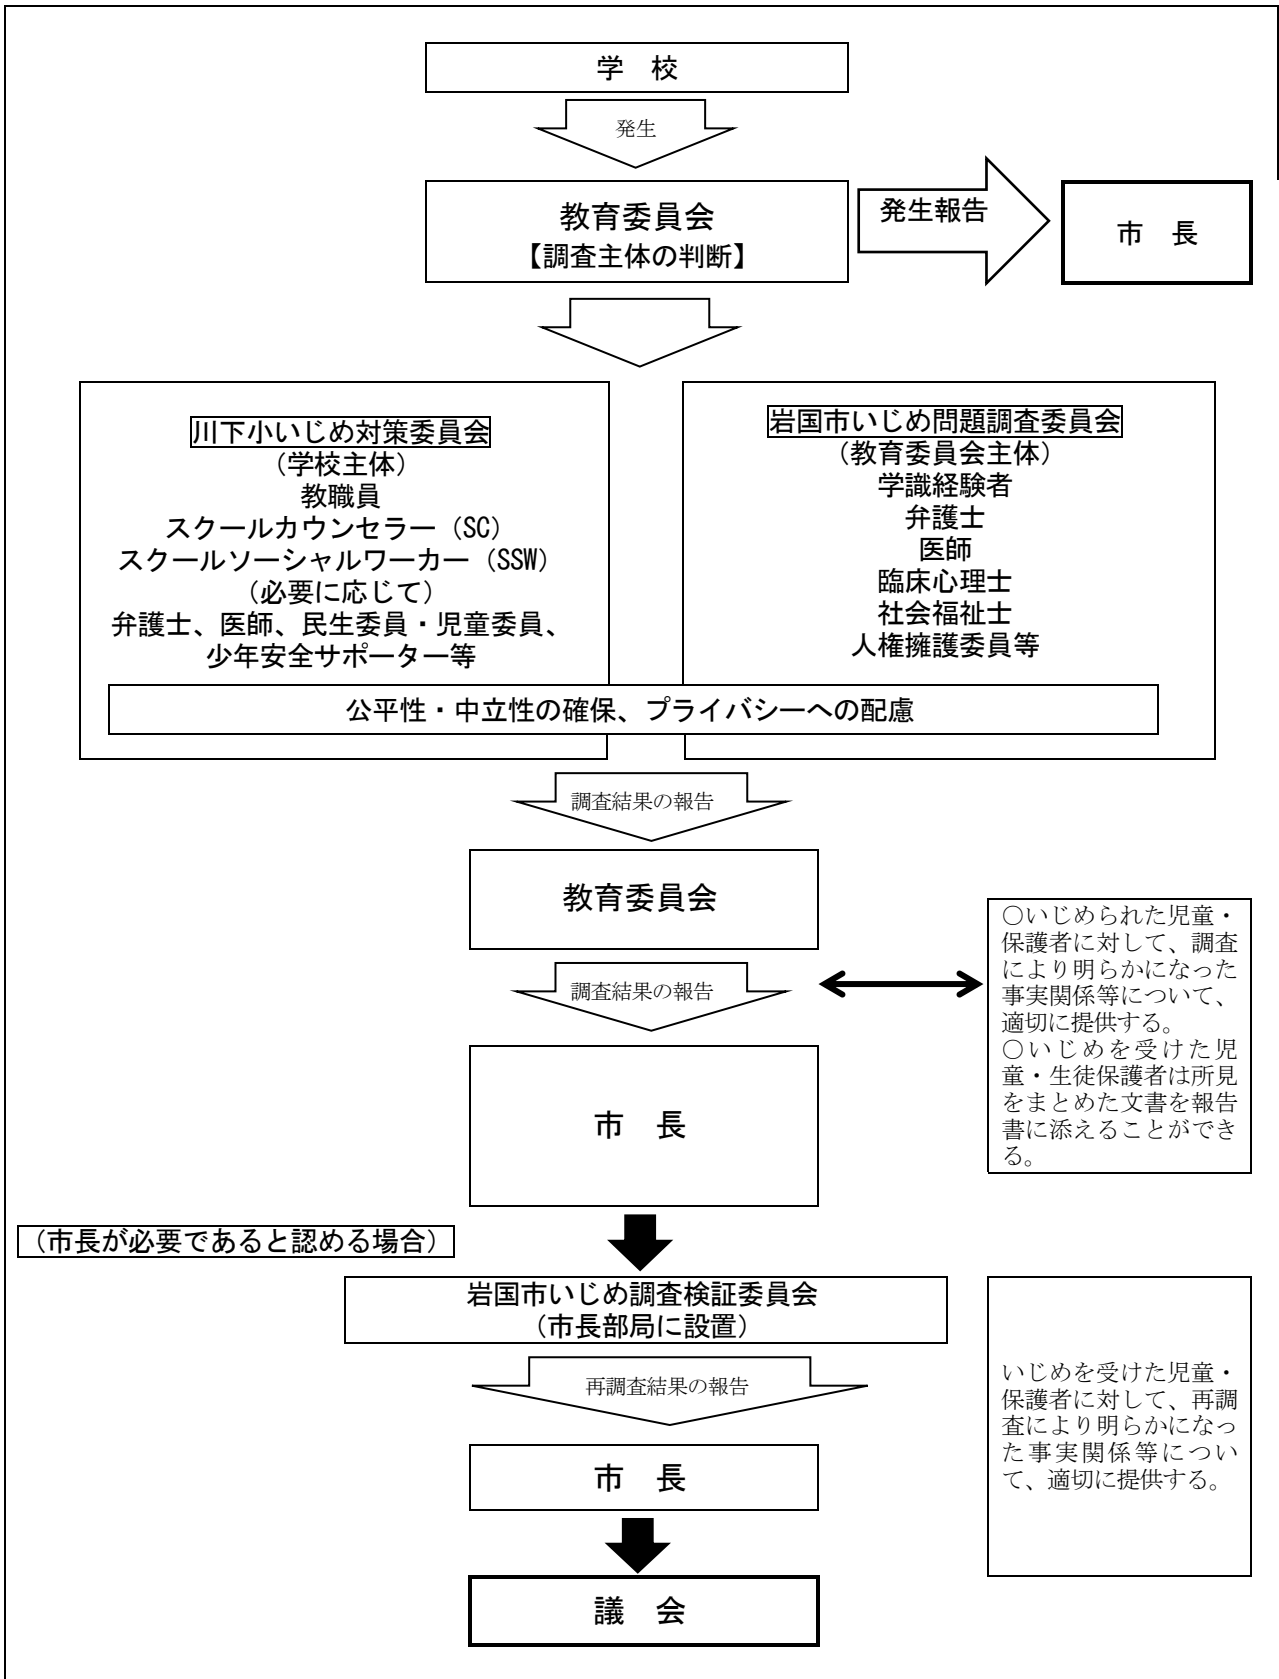 学　校
発生
教育委員会
【調査主体の判断】
発生報告
市　長
川下小いじめ対策委員会
（学校主体）
教職員
スクールカウンセラー（SC）
スクールソーシャルワーカー（SSW）
（必要に応じて）
弁護士、医師、民生委員・児童委員、
少年安全サポーター等
岩国市いじめ問題調査委員会
（教育委員会主体）
学識経験者
弁護士
医師
臨床心理士
社会福祉士
人権擁護委員等
公平性・中立性の確保、プライバシーへの配慮
調査結果の報告
教育委員会
調査結果の報告
○いじめられた児童・
保護者に対して、調査
により明らかになった
事実関係等について、
適切に提供する。
○いじめを受けた児
童・生徒保護者は所見
をまとめた文書を報告
書に添えることができ
る。
市　長
（市長が必要であると認める場合）
岩国市いじめ調査検証委員会
（市長部局に設置）
再調査結果の報告
いじめを受けた児童・
保護者に対して、再調
査により明らかになっ
た事実関係等につい
て、適切に提供する。
市　長
議　会